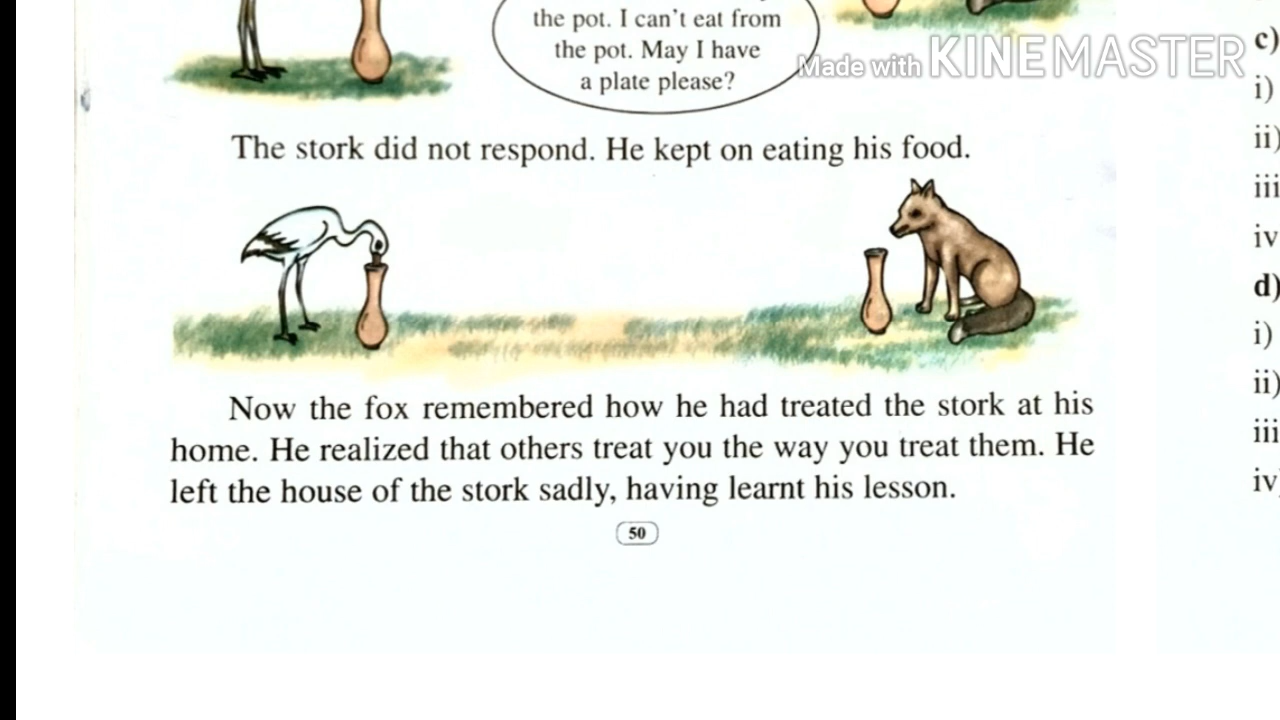 the pot. I can't eat from
the pot. May I have
a plate please?
Made with KINEMASTER
The stork did not respond. He kept on eating his food.
Now the fox remembered how he had treated the stork at his
home. He realized that others treat you the way you treat them. He
left the house of the stork sadly, having learnt his lesson.
50
c)
i)
ii)
iii
iv
d)
i)
ii)
iii
iv)